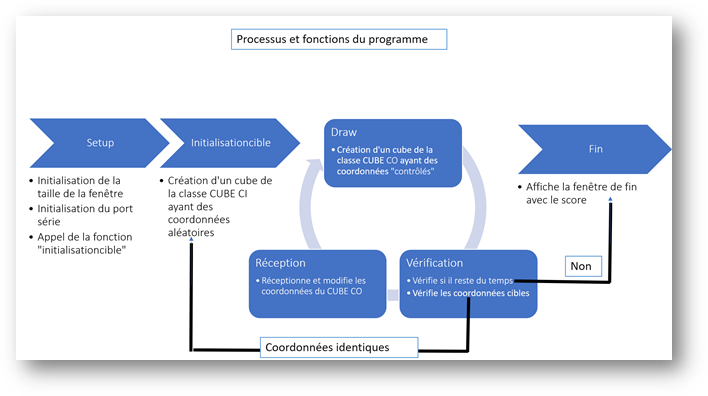 Processus et fonctions du programme
Setup
• Initialisation de la
taille de la fenêtre
• Initialisation du port
série
• Appel de la fonction
"initialisationcible"
Initialisationcible
• Création d'un cube de
la classe CUBE CI
ayant des
coordonnées
aléatoires
Draw
• Création d'un cube de la
classe CUBE CO ayant des
coordonnées "contrôlés"
Réception
• Réceptionne et modifie les
coordonnées du CUBE CO
Vérification
• Vérifie si il reste du temps
• Vérifie les coordonnées cibles
Fin
• Affiche la fenêtre de fin
avec le score
Non
Coordonnées identiques